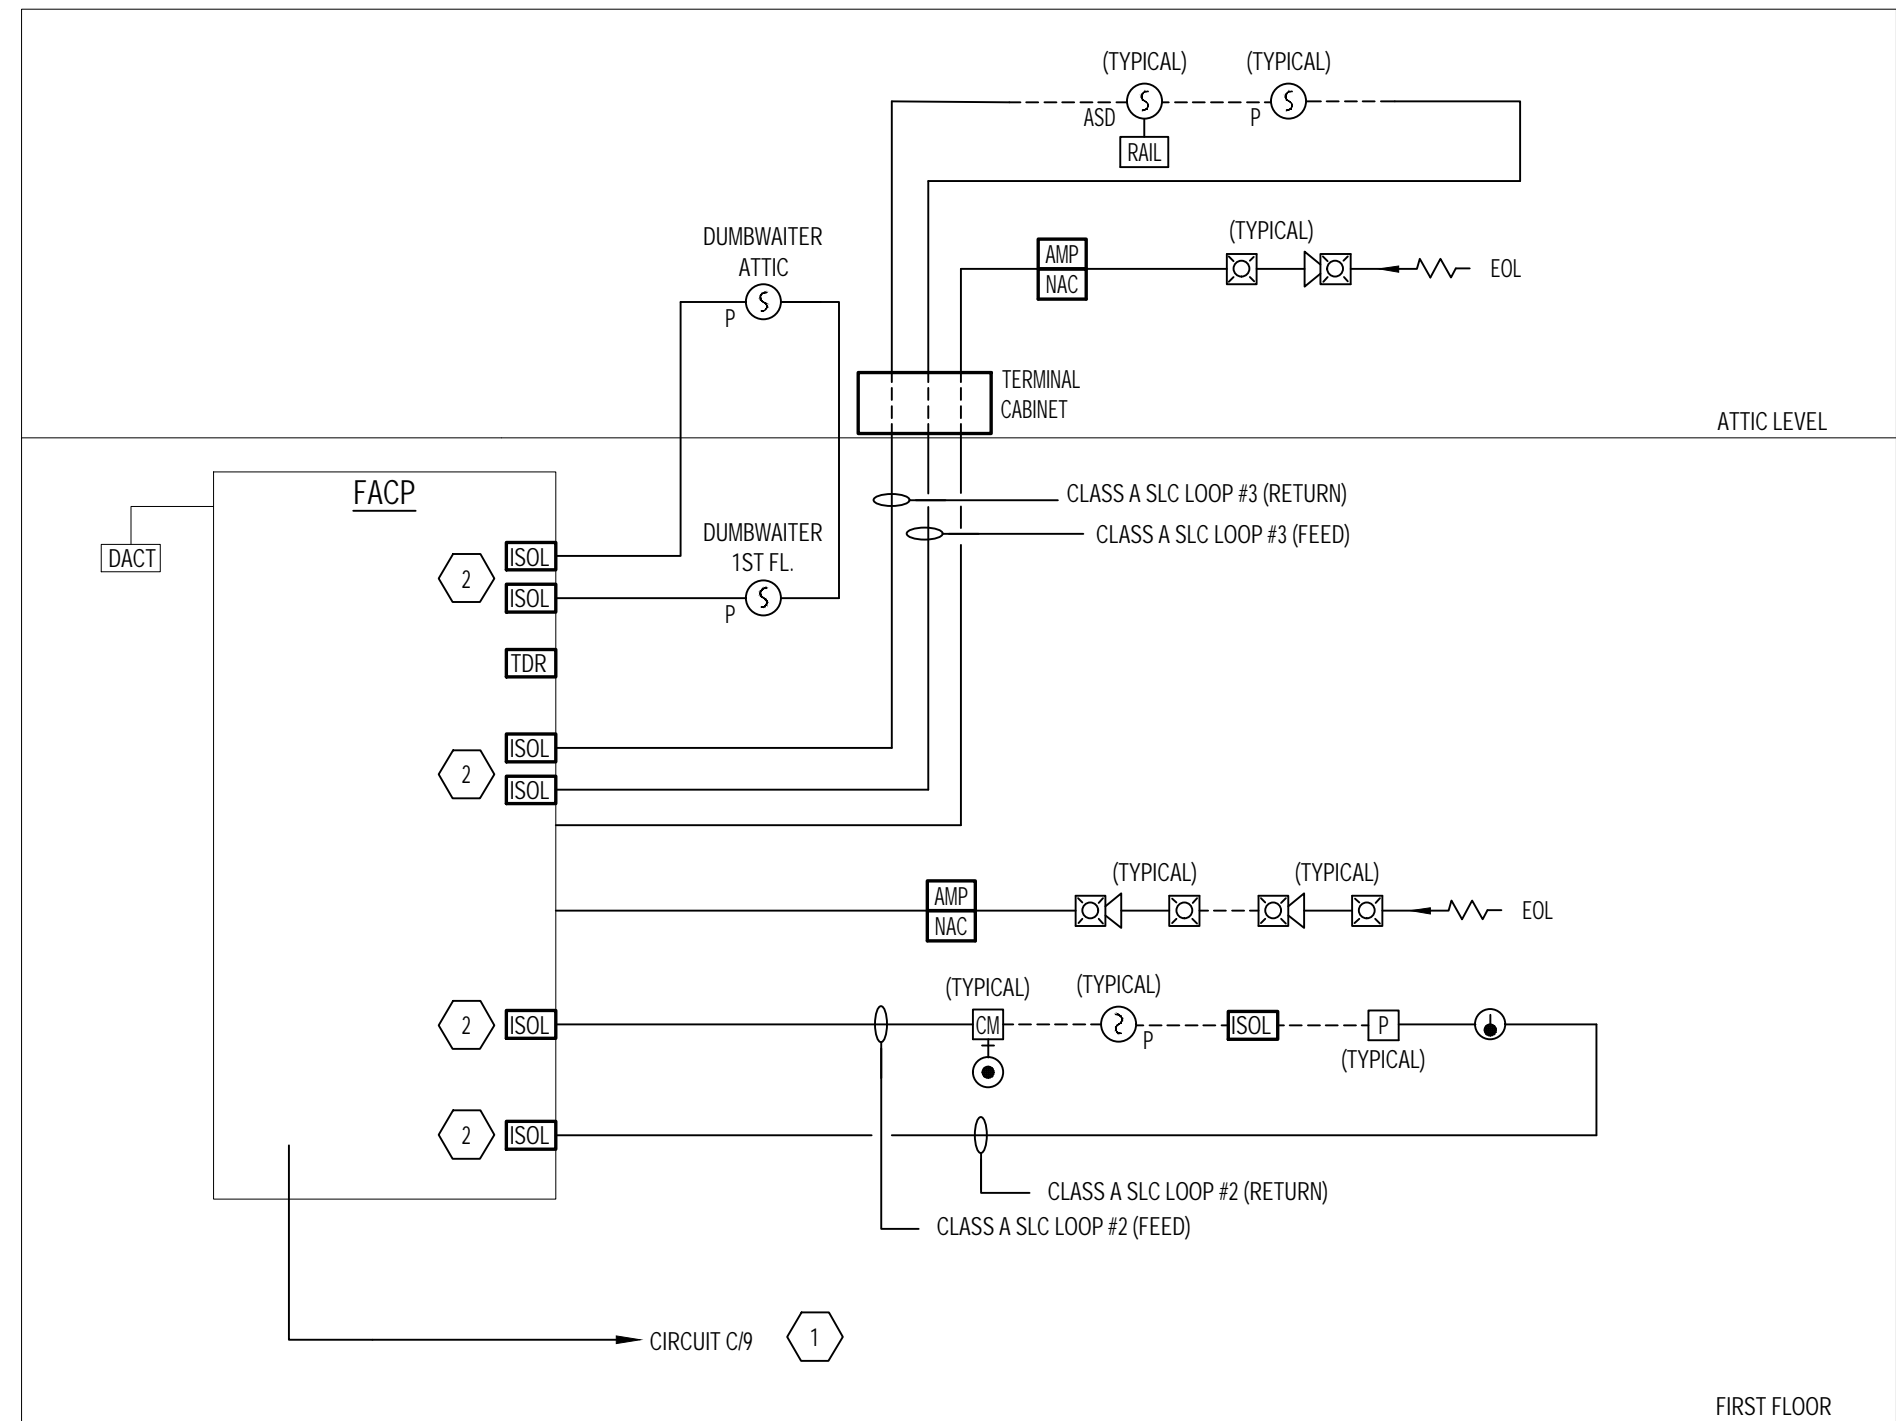 (TYPICAL)
(TYPICAL)
ASD
P
RAIL
(TYPICAL)
AMP
NAC
EOL
DUMBWAITER
ATTIC
P
TERMINAL
CABINET
ATTIC LEVEL
FACP
DACT
CLASS A SLC LOOP #3 (RETURN)
CLASS A SLC LOOP #3 (FEED)
DUMBWAITER
1ST FL.
P
2
ISOL
ISOL
TDR
2
ISOL
ISOL
(TYPICAL)
(TYPICAL)
AMP
NAC
EOL
(TYPICAL)
(TYPICAL)
2
ISOL
CM
P
ISOL
P
(TYPICAL)
2
ISOL
CLASS A SLC LOOP #2 (RETURN)
CLASS A SLC LOOP #2 (FEED)
CIRCUIT C/9
1
FIRST FLOOR